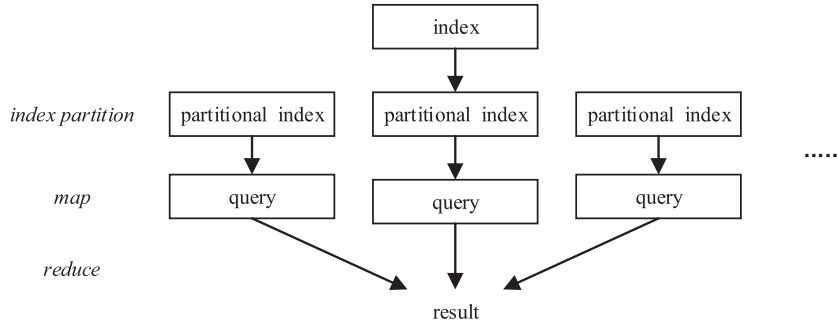 index
index partition
partitional index
partitional index
partitional index
.....
map
query
query
query
reduce
result